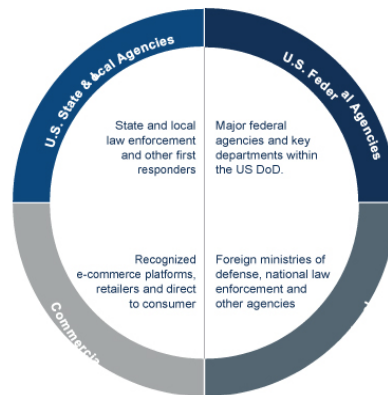 U.S. State & Local Agencies
U.S. Federal Agencies
State and local
law enforcement
and other first
responders
Major federal
agencies and key
departments within
the US DoD.
Recognized
e-commerce platforms,
retailers and direct
to consumer
Foreign ministries of
defense, national law
enforcement and
other agencies